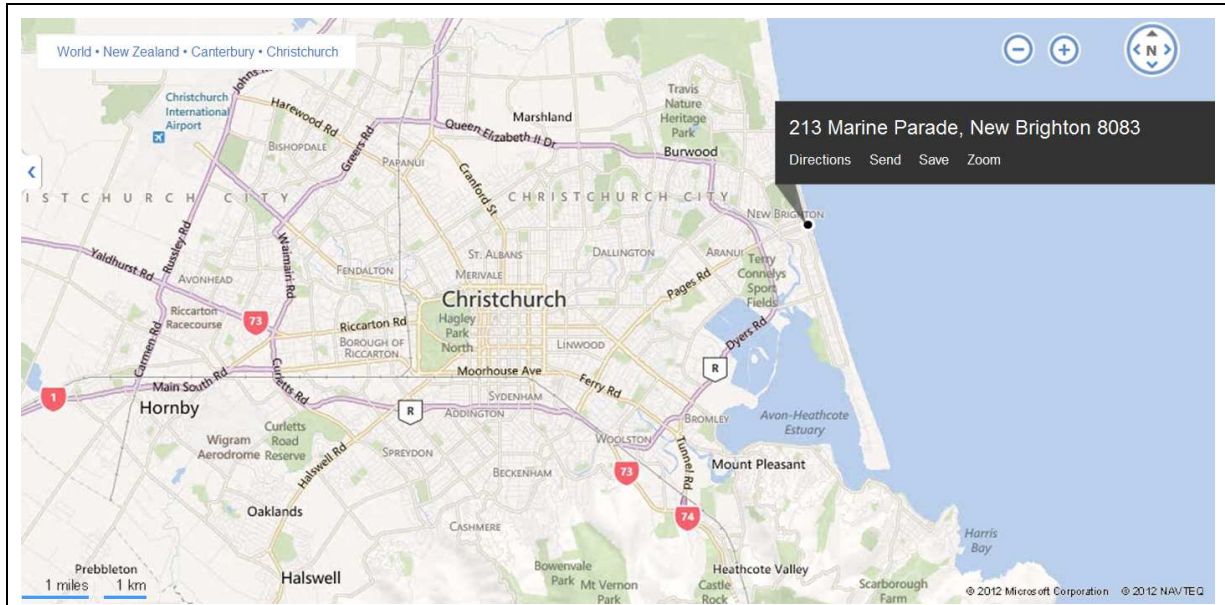 World • New Zealand • Canterbury • Christchurch
N
213 Marine Parade, New Brighton 8083
Directions Send Save Zoom
Johns
Christchurch
International
Airport
Harewood Rd
BISHOPDALE
Greers Rd
PAPANUI
Cranford St
Queen Elizabeth II Dr
Marshland
Travis
Nature
Heritage
Park
Burwood
ISTCHURCH CITY
CHRISTCHURCH CITY
NEW BRIGHTON
Yaldhurst Rd
Russley Rd
AVONHEAD
Waimairi Rd
FENDALTON
ST. ALBANS
MERIVALE
DALLINGTON
ARANUI
Pages Rd
Terry
Connelys
Sport
Fields
Christchurch
Hagley
Park
North
Riccarton
Racecourse
73
Riccarton Rd
BOROUGH OF
RICCARTON
LINWOOD
Dyers Rd
R
Carmen Rd
Main South Rd
Curletts Rd
Moorhouse Ave
Ferry Rd
1
Hornby
R
ADDINGTON
SYDENHAM
BROMLEY
Avon-Heathcote
Estuary
Wigram
Aerodrome
Curletts
Road
Reserve
Halswell Rd
SPREYDON
WOOLSTON
Tunnel Rd
BECKENHAM
73
Mount Pleasant
Oaklands
CASHMERE
74
Harris
Bay
Prebbleton
1 miles 1 km
Halswell
Bowenvale
Park
Mt Vernon
Park
Heathcote Valley
Castle
Rock
Scarborough
Farm
© 2012 Microsoft Corporation © 2012 NAVTEQ